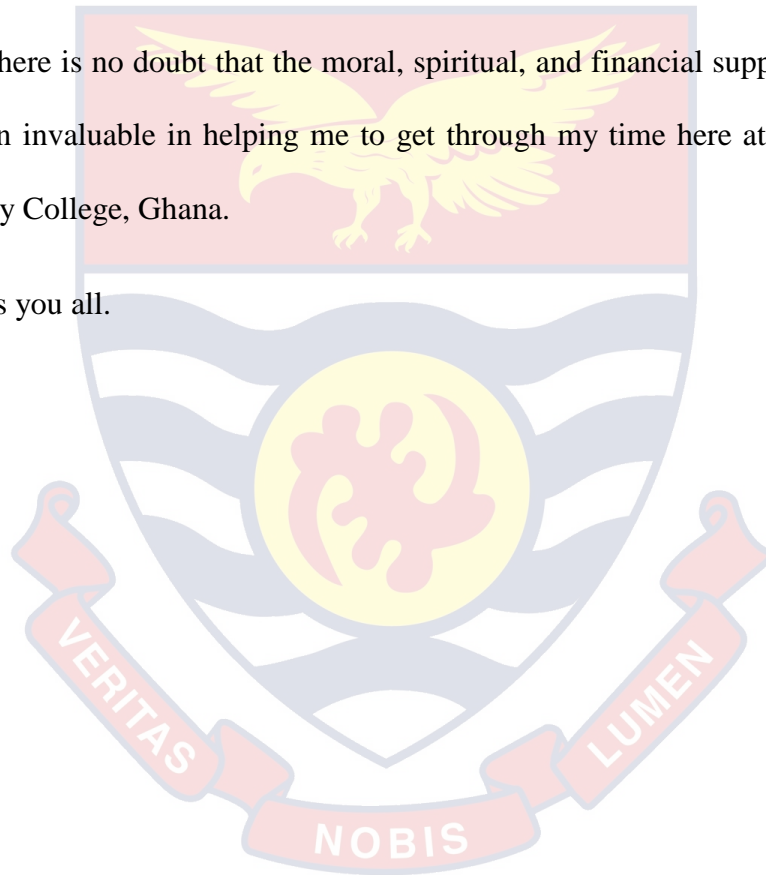 here is no doubt that the moral, spiritual, and financial supp
n invaluable in helping me to get through my time here at
y College, Ghana.
s you all.
VERITAS
NOBIS
LUMEN